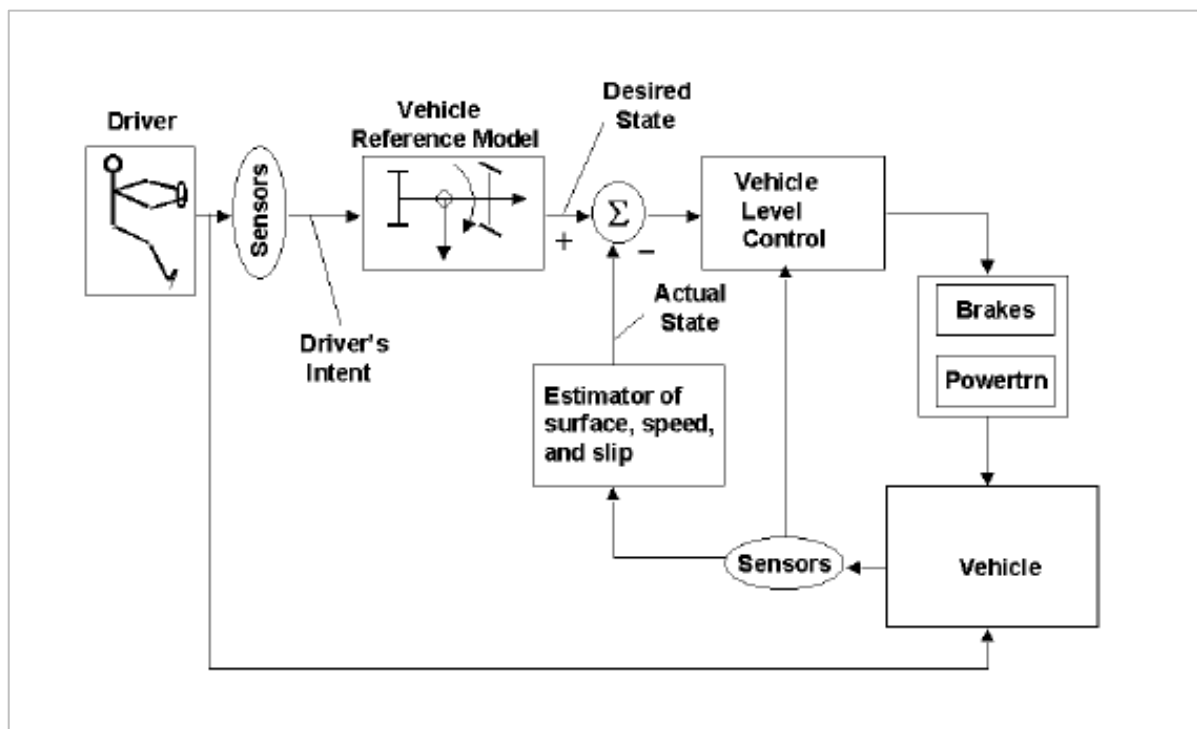 Driver
Sensors
Driver's
Intent
Vehicle
Reference Model
Desired
State
+
Σ
−
Vehicle
Level
Control
Actual
State
Estimator of
surface, speed,
and slip
Brakes
Powertrn
Sensors
Vehicle